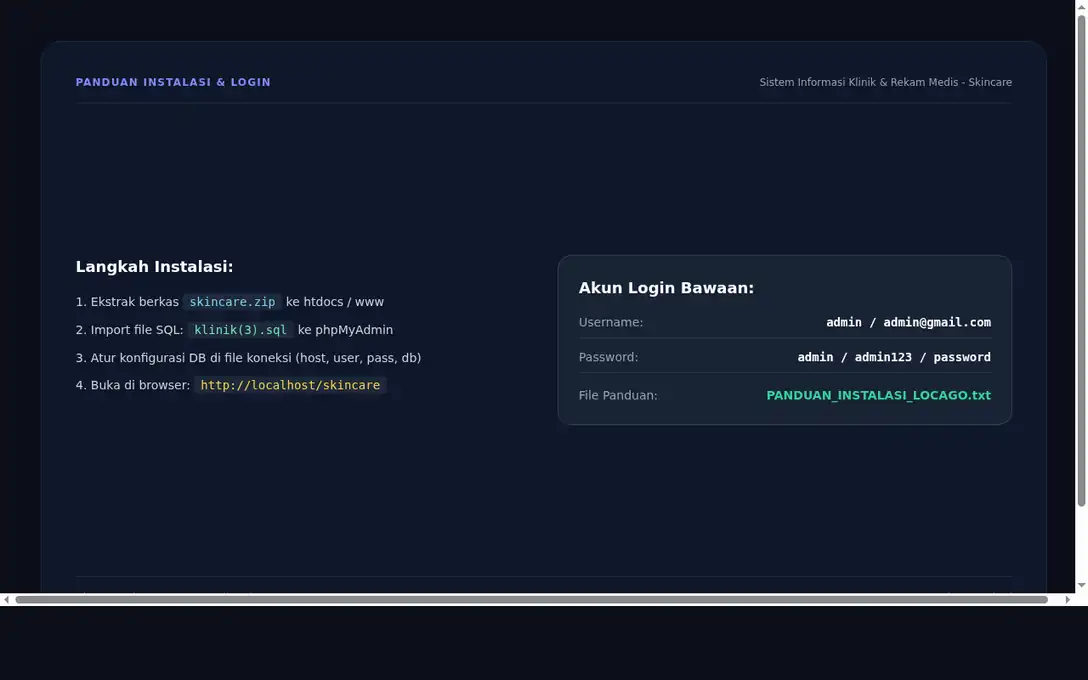 PANDUAN INSTALASI & LOGIN
Sistem Informasi Klinik & Rekam Medis - Skincare
Langkah Instalasi:
1. Ekstrak berkas skincare.zip ke htdocs / www
2. Import file SQL: klinik(3).sql ke phpMyAdmin
3. Atur konfigurasi DB di file koneksi (host, user, pass, db)
4. Buka di browser: http://localhost/skincare
Akun Login Bawaan:
Username: admin / admin@gmail.com
Password: admin / admin123 / password
File Panduan: PANDUAN_INSTALASI_LOCAGO.txt